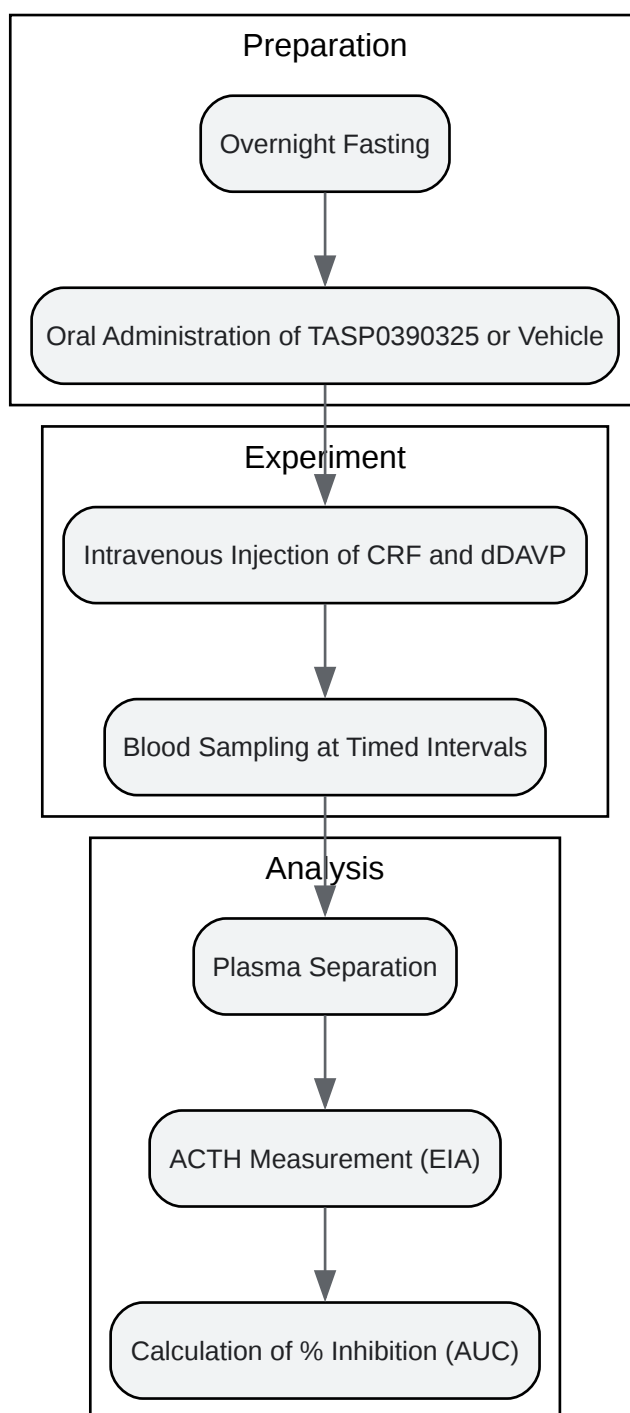 Preparation
Overnight Fasting
Oral Administration of TASP0390325 or Vehicle
Experiment
Intravenous Injection of CRF and dDAVP
Blood Sampling at Timed Intervals
Analysis
Plasma Separation
ACTH Measurement (EIA)
Calculation of % Inhibition (AUC)